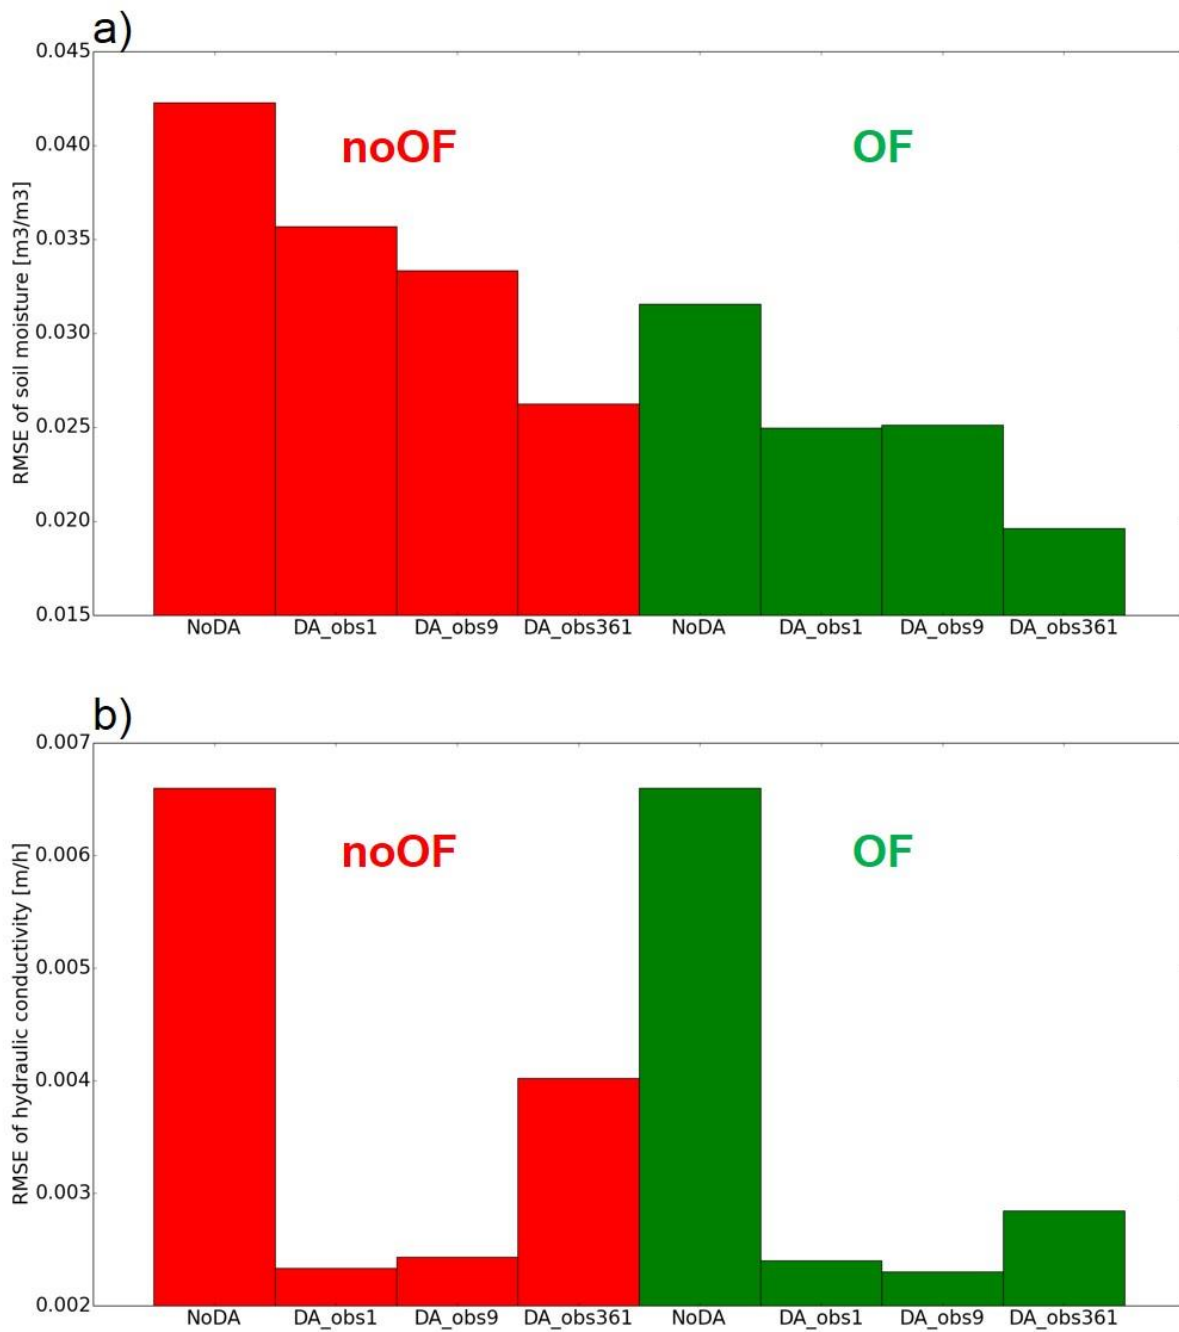 a)
RMSE of soil moisture [m3/m3]
0.045
0.040
0.035
0.030
0.025
0.020
0.015
noOF
OF
NoDA DA_obs1 DA_obs9 DA_obs361 NoDA DA_obs1 DA_obs9 DA_obs361
b)
RMSE of hydraulic conductivity [m/h]
0.007
0.006
0.005
0.004
0.003
0.002
noOF
OF
NoDA DA_obs1 DA_obs9 DA_obs361 NoDA DA_obs1 DA_obs9 DA_obs361